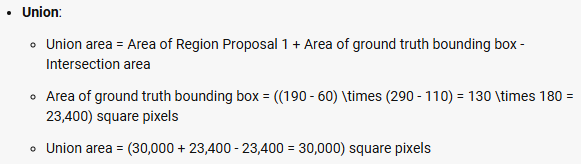 • Union:
○ Union area = Area of Region Proposal 1 + Area of ground truth bounding box -
Intersection area
○ Area of ground truth bounding box = ((190 - 60) \times (290 - 110) = 130 \times 180 =
23,400) square pixels
○ Union area = (30,000 + 23,400 - 23,400 = 30,000) square pixels